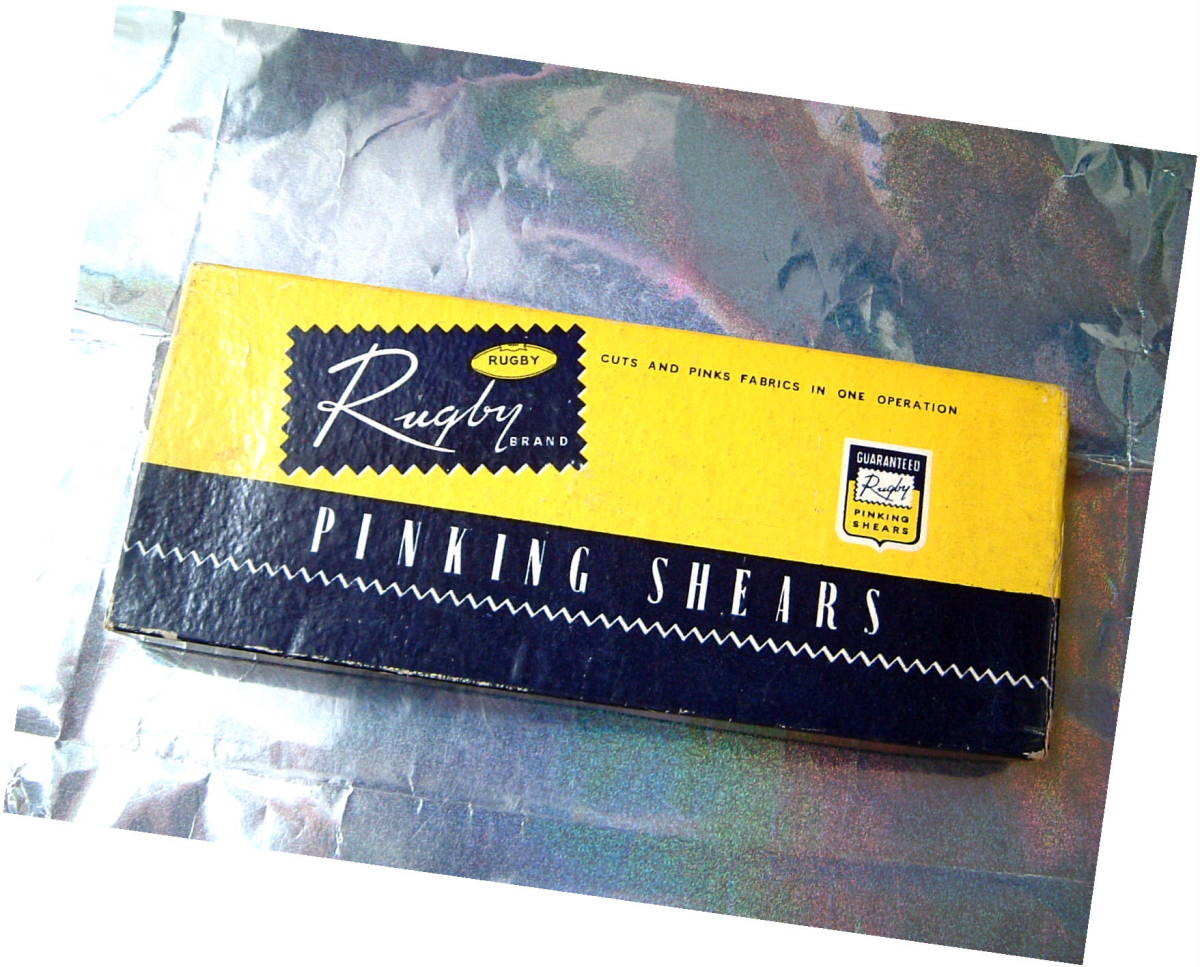 RUGBY
Rugby
BRAND
CUTS AND PINKS FABRICS IN ONE OPERATION
GUARANTEED
Rugby
PINKING
SHEARS
PINKING SHEARS